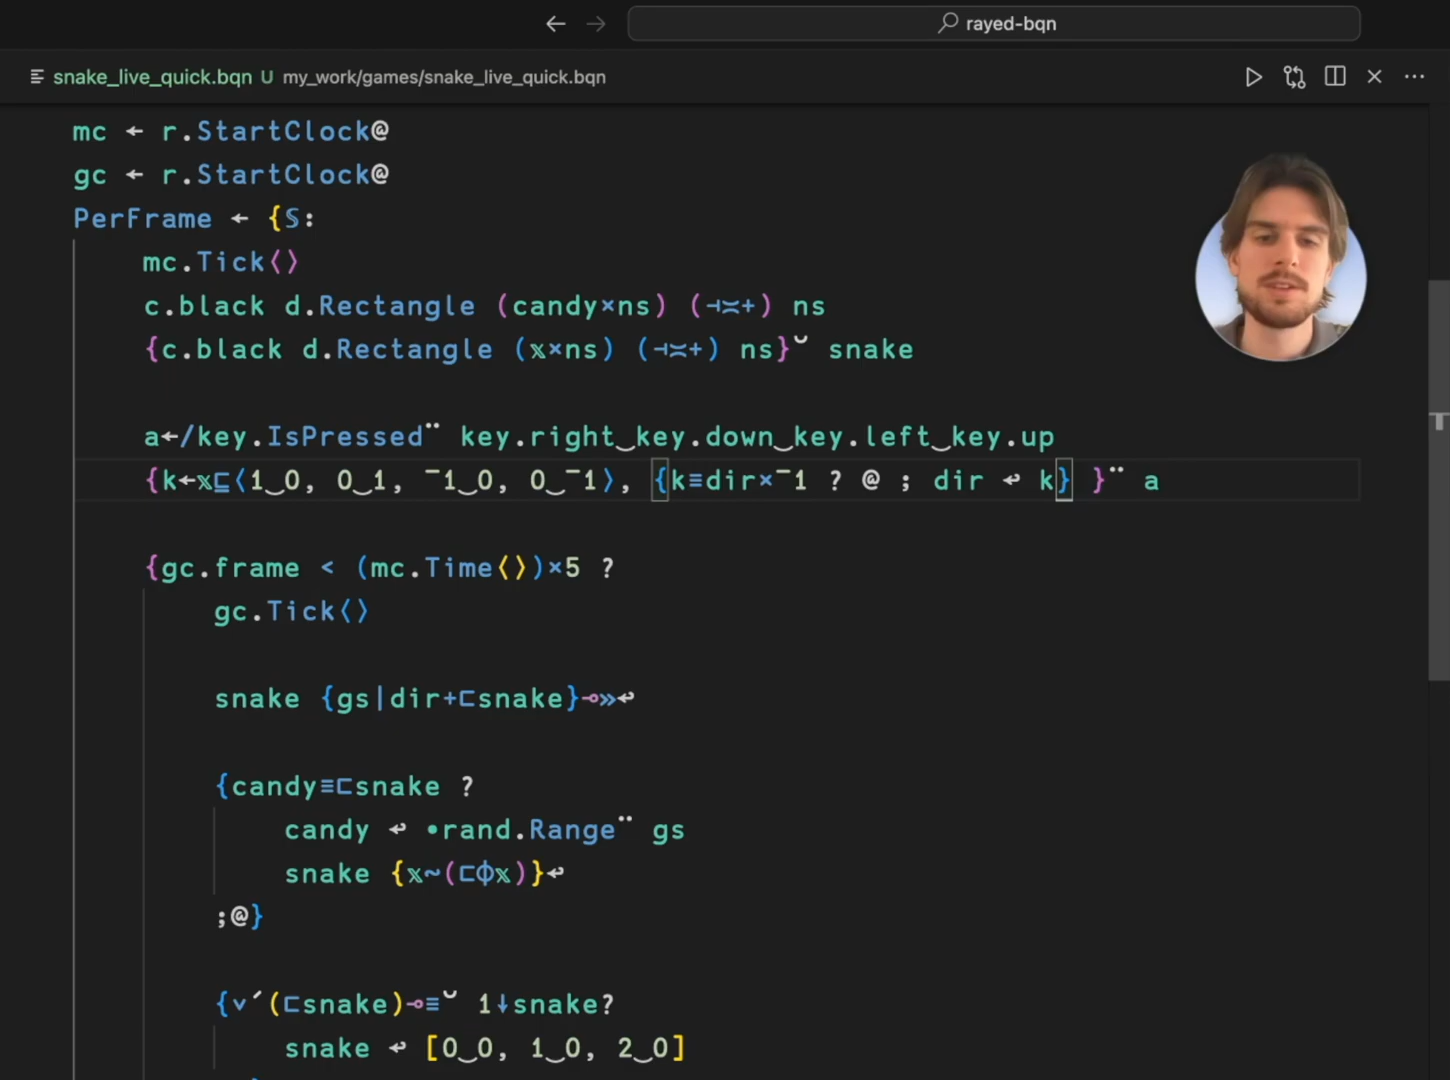 rayed-bqn
snake_live_quick.bqn U my_work/games/snake_live_quick.bqn
mc ← r.StartClock@
gc ← r.StartClock@
PerFrame ← {𝕊:
mc.Tick⟨⟩
c.black d.Rectangle (candy×ns) (⊣≍+) ns
{c.black d.Rectangle (𝕩×ns) (⊣≍+) ns}˘ snake
a←/key.IsPressed¨ key.right‿key.down‿key.left‿key.up
{k←𝕩⊑⟨1‿0, 0‿1, ¯1‿0, 0‿¯1⟩, {k≡dir×¯1 ? @ ; dir ↩ k} }¨ a
{gc.frame < (mc.Time⟨⟩)×5 ?
gc.Tick⟨⟩
snake {gs|dir+⊏snake}⊸»↩
{candy≡⊏snake ?
candy ↩ •rand.Range¨ gs
snake {𝕩∾(⊏⌽𝕩)}↩
;@}
{∨´(⊏snake)⊸≡˘ 1↓snake?
snake ↩ [0‿0, 1‿0, 2‿0]